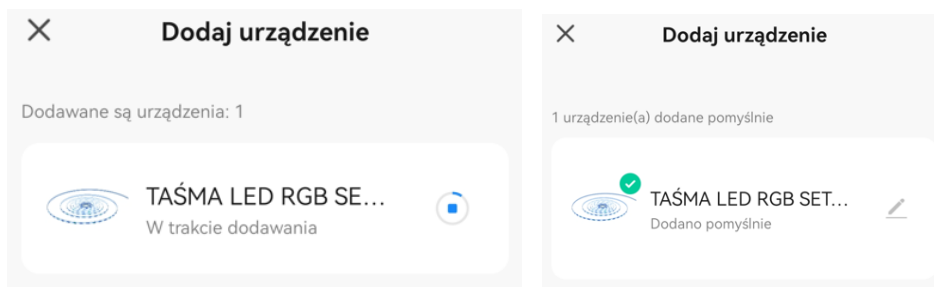 Dodaj urządzenie
Dodawane są urządzenia: 1
TAŚMA LED RGB SE...
W trakcie dodawania
Dodaj urządzenie
1 urządzenie(a) dodane pomyślnie
TAŚMA LED RGB SET...
Dodano pomyślnie